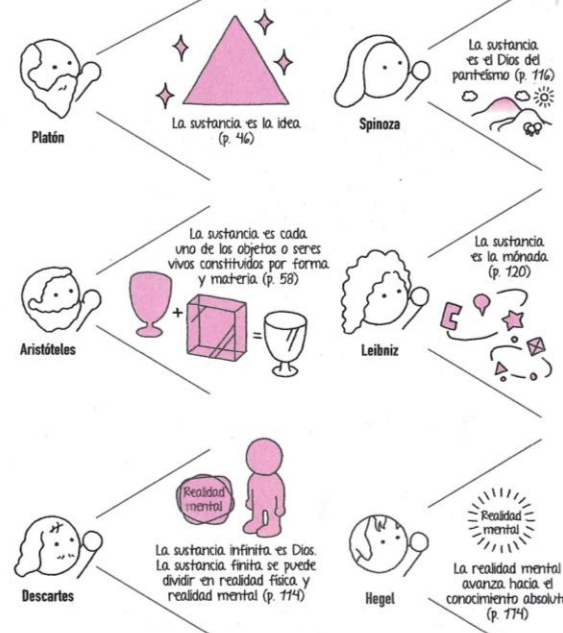 La sustancia es la idea
(p. 46)
Platón
La sustancia
es el Dios del
panteísmo (p. 116)
Spinoza
La sustancia es cada
uno de los objetos o seres
vivos constituidos por forma
y materia (p. 58)
+
=
Aristóteles
La sustancia
es la mónada
(p. 120)
Leibniz
Realidad
mental
La sustancia infinita es Dios.
La sustancia finita se puede
dividir en realidad física y
realidad mental (p. 114)
Descartes
Realidad
mental
La realidad mental
avanza hacia el
conocimiento absolut
(p. 174)
Hegel